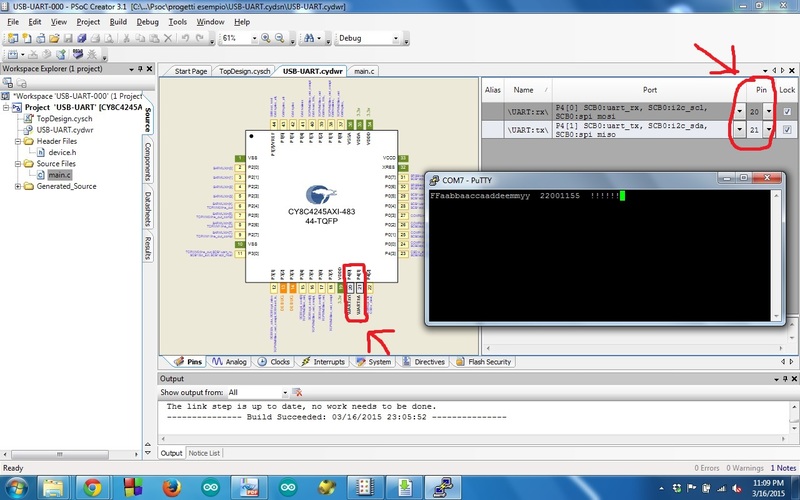 USB-UART-000 - PSoC Creator 3.1 [C:\...\Psoc\progetti esempio\USB-UART.cydsn\USB-UART.cydwr]
File Edit View Project Build Debug Tools Window Help
61% Debug
Workspace Explorer (1 project)
"Workspace 'USB-UART-000' (1 Proj
Project 'USB-UART' [CY8C4245A
TopDesign.cysch
USB-UART.cydwr
Header Files
device.h
Source Files
main.c
Generated_Source
Source
Components
Datasheets
Results
Start Page TopDesign.cysch USB-UART.cydwr main.c
CY8C4245AXI-483
44-TQFP
Alias Name Port Pin Lock
\UART:rx\ P4[0] SCB0:uart_rx, SCB0:i2c_scl, SCB0:spi mosi 20
\UART:tx\ P4[1] SCB0:uart_tx, SCB0:i2c_sda, SCB0:spi miso 21
COM7 - PuTTY
FFaabbaaccaaddeemmyy 22001155 !!!!!!
Pins Analog Clocks Interrupts System Directives Flash Security
Output
Show output from: All
The link step is up to date, no work needs to be done.
--------------- Build Succeeded: 03/16/2015 23:05:52 ---------------
Output Notice List
Ready 0 Errors 0 Warnings 1 Notes
11:09 PM
3/16/2015